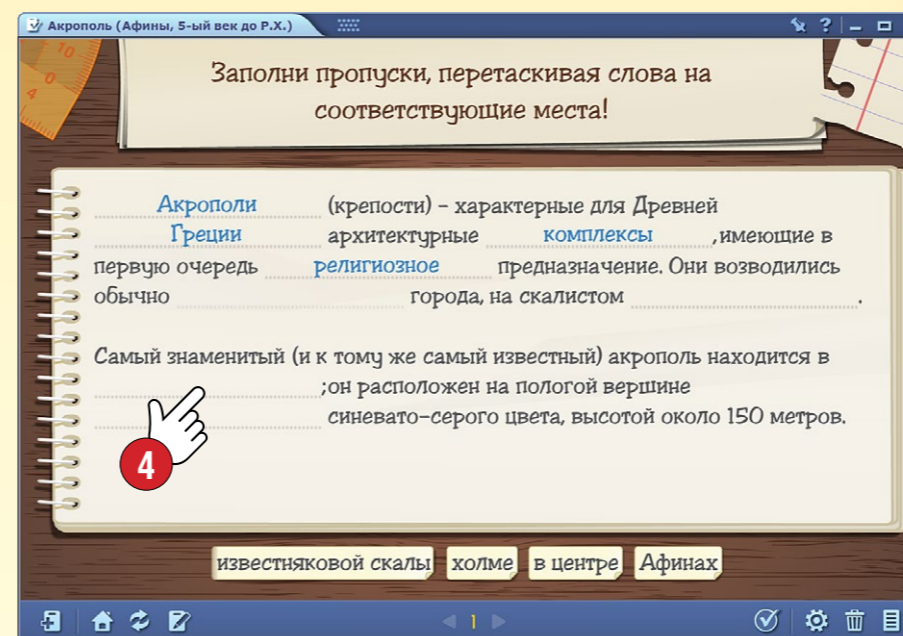 Акрополь (Афины, 5-ый век до Р.Х.)
?
10
0
4
Заполни пропуски, перетаскивая слова на
соответствующие места!
Акрополи (крепости) – характерные для Древней
Греции архитектурные комплексы ,имеющие в
первую очередь религиозное предназначение. Они возводились
обычно города, на скалистом .
Самый знаменитый (и к тому же самый известный) акрополь находится в
;он расположен на пологой вершине
синевато-серого цвета, высотой около 150 метров.
4
известняковой скалы холме в центре Афинах
1